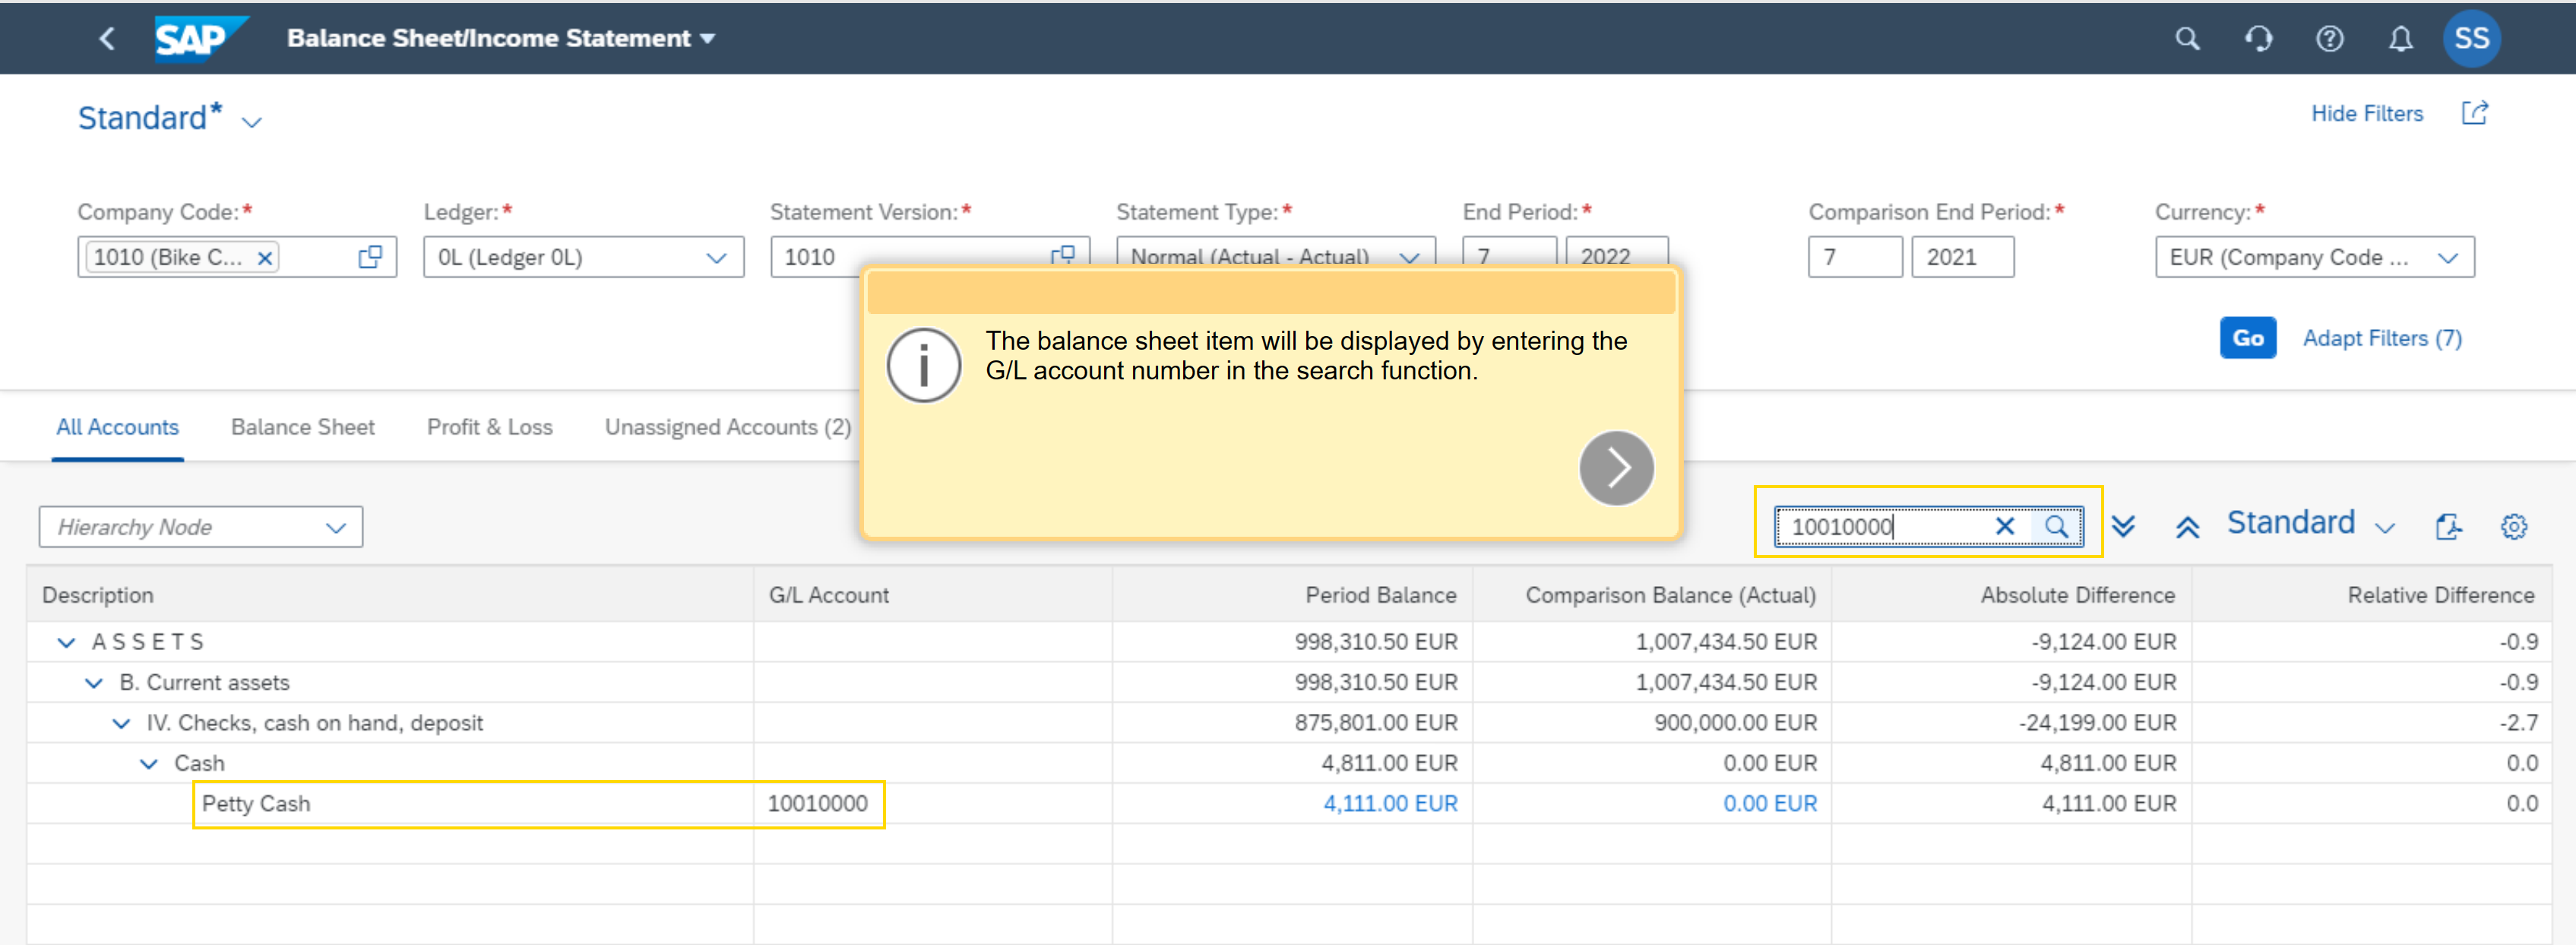 SAP Balance Sheet/Income Statement SS
Standard* Hide Filters
Company Code:* Ledger:* Statement Version:* Statement Type:* End Period:* Comparison End Period:* Currency:*
1010 (Bike C... 0L (Ledger 0L) 1010 Normal (Actual - Actual) 7 2022 7 2021 EUR (Company Code ...
Go Adapt Filters (7)
The balance sheet item will be displayed by entering the
G/L account number in the search function.
All Accounts Balance Sheet Profit & Loss Unassigned Accounts (2)
Hierarchy Node 10010000 Standard
Description G/L Account Period Balance Comparison Balance (Actual) Absolute Difference Relative Difference
A S S E T S 998,310.50 EUR 1,007,434.50 EUR -9,124.00 EUR -0.9
B. Current assets 998,310.50 EUR 1,007,434.50 EUR -9,124.00 EUR -0.9
IV. Checks, cash on hand, deposit 875,801.00 EUR 900,000.00 EUR -24,199.00 EUR -2.7
Cash 4,811.00 EUR 0.00 EUR 4,811.00 EUR 0.0
Petty Cash 10010000 4,111.00 EUR 0.00 EUR 4,111.00 EUR 0.0